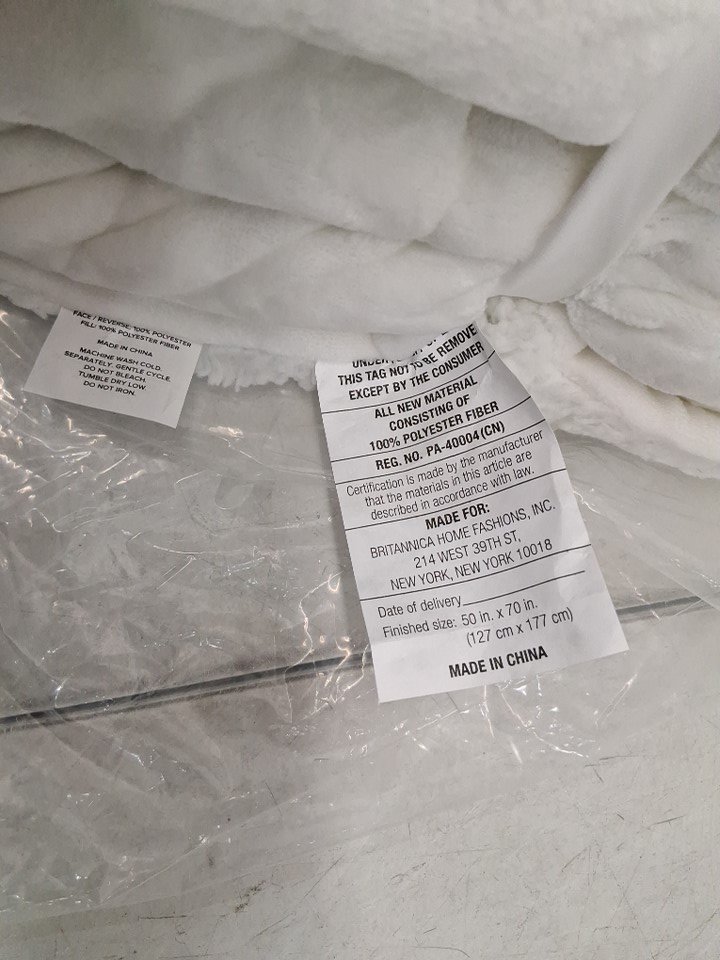 FACE / REVERSE: 100% POLYESTER
FILL: 100% POLYESTER FIBER
MADE IN CHINA
MACHINE WASH COLD.
SEPARATELY. GENTLE CYCLE.
DO NOT BLEACH.
TUMBLE DRY LOW.
DO NOT IRON.
THIS TAG NOT TO BE REMOVED
EXCEPT BY THE CONSUMER
ALL NEW MATERIAL
CONSISTING OF
100% POLYESTER FIBER
REG. NO. PA-40004 (CN)
Certification is made by the manufacturer
that the materials in this article are
described in accordance with law.
MADE FOR:
BRITANNICA HOME FASHIONS, INC.
214 WEST 39TH ST,
NEW YORK, NEW YORK 10018
Date of delivery
Finished size: 50 in. x 70 in.
(127 cm x 177 cm)
MADE IN CHINA